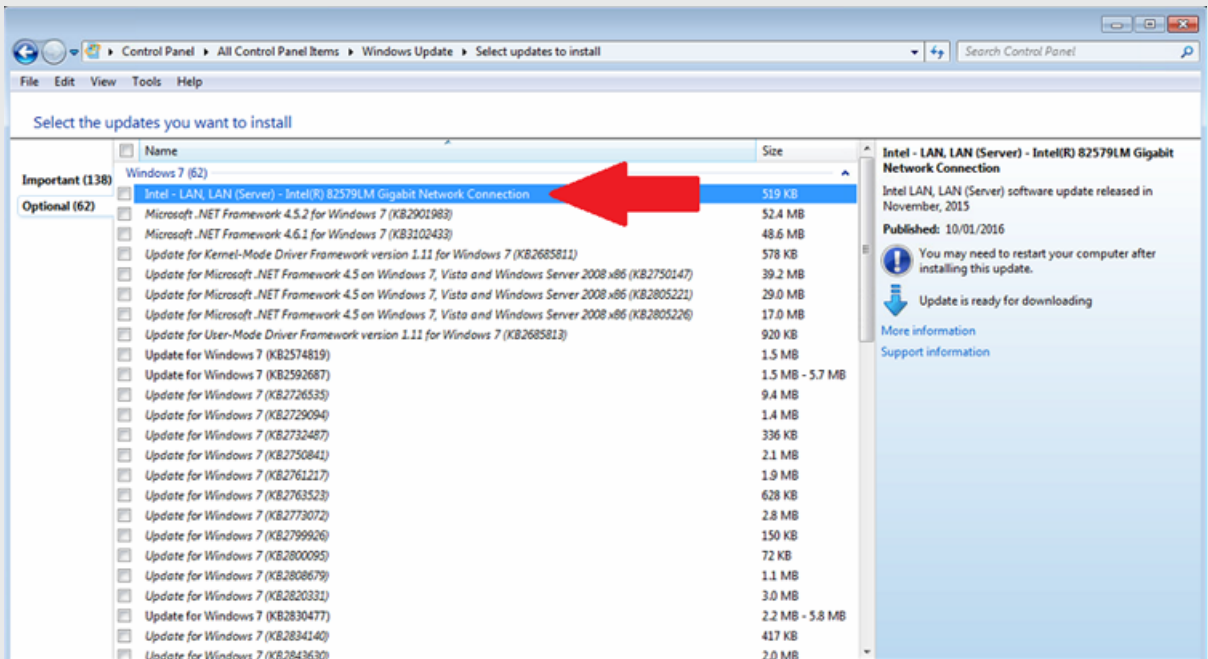 Control Panel ▸ All Control Panel Items ▸ Windows Update ▸ Select updates to install
Search Control Panel
File Edit View Tools Help
Select the updates you want to install
Important (138)
Optional (62)
Name Size
Windows 7 (62)
Intel - LAN, LAN (Server) - Intel(R) 82579LM Gigabit Network Connection 519 KB
Microsoft .NET Framework 4.5.2 for Windows 7 (KB2901983) 52.4 MB
Microsoft .NET Framework 4.6.1 for Windows 7 (KB3102433) 48.6 MB
Update for Kernel-Mode Driver Framework version 1.11 for Windows 7 (KB2685811) 578 KB
Update for Microsoft .NET Framework 4.5 on Windows 7, Vista and Windows Server 2008 x86 (KB2750147) 39.2 MB
Update for Microsoft .NET Framework 4.5 on Windows 7, Vista and Windows Server 2008 x86 (KB2805221) 29.0 MB
Update for Microsoft .NET Framework 4.5 on Windows 7, Vista and Windows Server 2008 x86 (KB2805226) 17.0 MB
Update for User-Mode Driver Framework version 1.11 for Windows 7 (KB2685813) 920 KB
Update for Windows 7 (KB2574819) 1.5 MB
Update for Windows 7 (KB2592687) 1.5 MB - 5.7 MB
Update for Windows 7 (KB2726535) 9.4 MB
Update for Windows 7 (KB2729094) 1.4 MB
Update for Windows 7 (KB2732487) 336 KB
Update for Windows 7 (KB2750841) 2.1 MB
Update for Windows 7 (KB2761217) 1.9 MB
Update for Windows 7 (KB2763523) 628 KB
Update for Windows 7 (KB2773072) 2.8 MB
Update for Windows 7 (KB2799926) 150 KB
Update for Windows 7 (KB2800095) 72 KB
Update for Windows 7 (KB2808679) 1.1 MB
Update for Windows 7 (KB2820331) 3.0 MB
Update for Windows 7 (KB2830477) 2.2 MB - 5.8 MB
Update for Windows 7 (KB2834140) 417 KB
Update for Windows 7 (KB2843630) 2.0 MB
Intel - LAN, LAN (Server) - Intel(R) 82579LM Gigabit
Network Connection
Intel LAN, LAN (Server) software update released in
November, 2015
Published: 10/01/2016
You may need to restart your computer after
installing this update.
Update is ready for downloading
More information
Support information